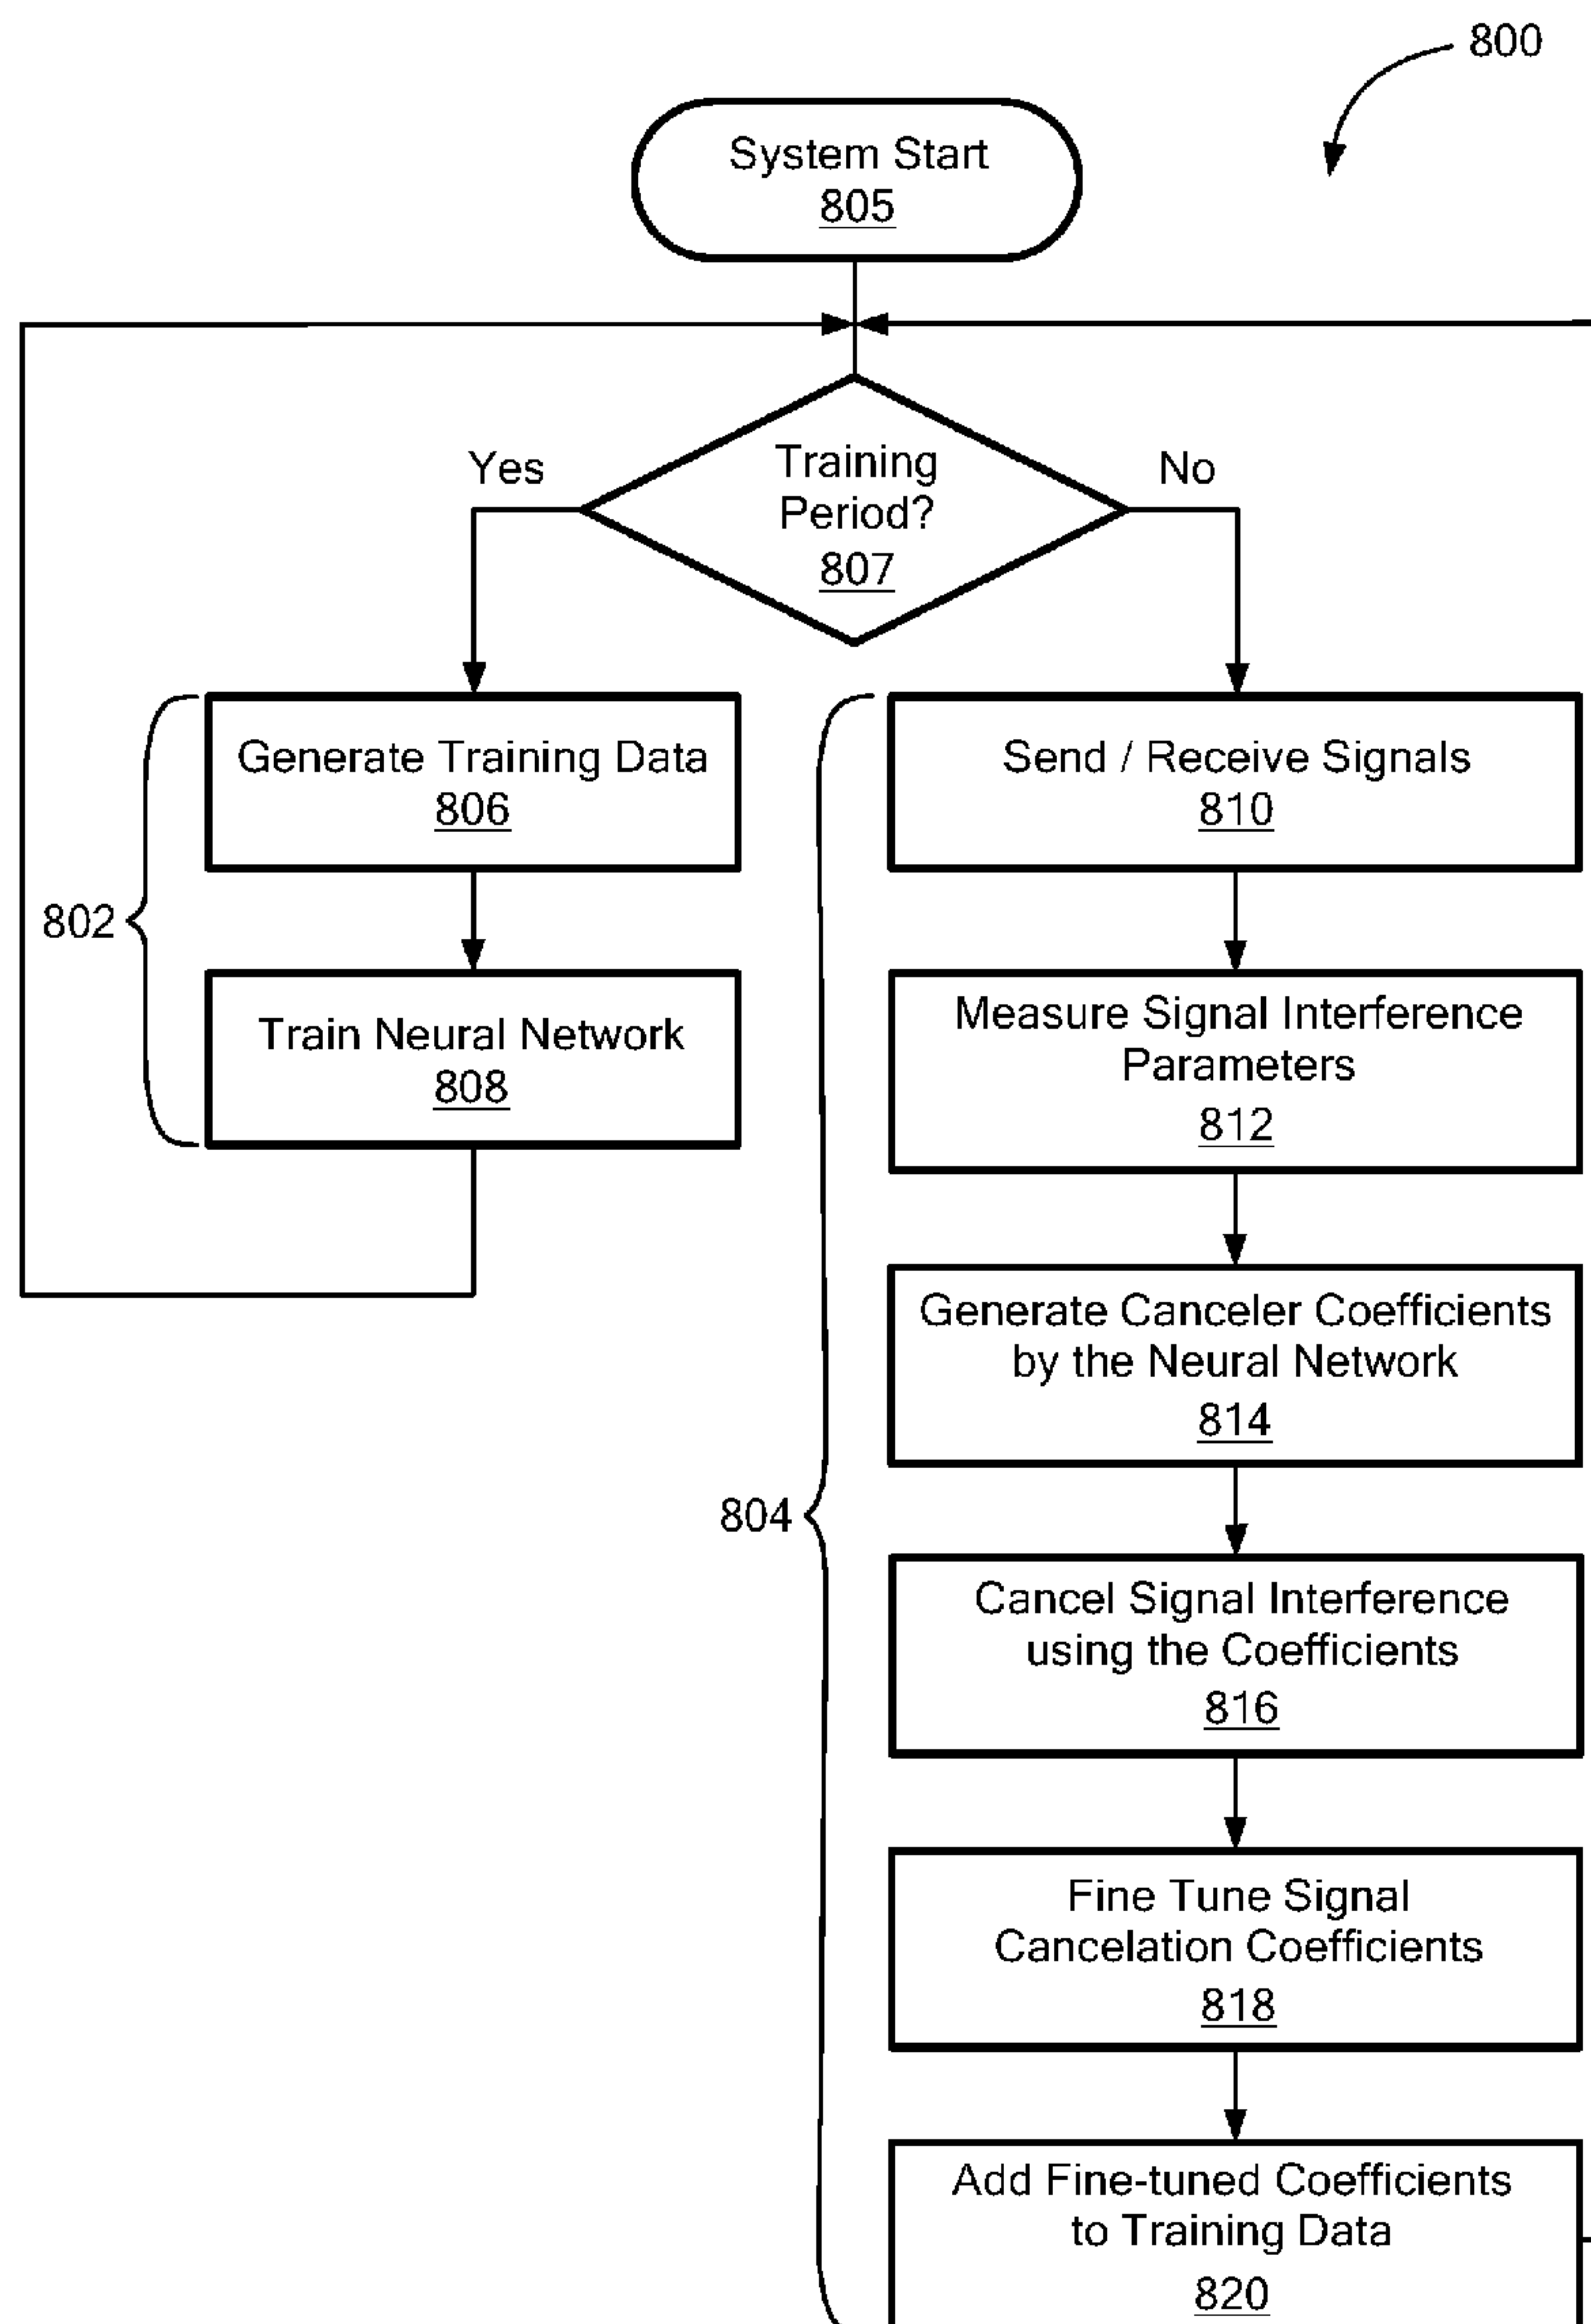 800
System Start
805
Yes
Training
Period?
807
No
802
Generate Training Data
806
Train Neural Network
808
804
Send / Receive Signals
810
Measure Signal Interference
Parameters
812
Generate Canceler Coefficients
by the Neural Network
814
Cancel Signal Interference
using the Coefficients
816
Fine Tune Signal
Cancelation Coefficients
818
Add Fine-tuned Coefficients
to Training Data
820